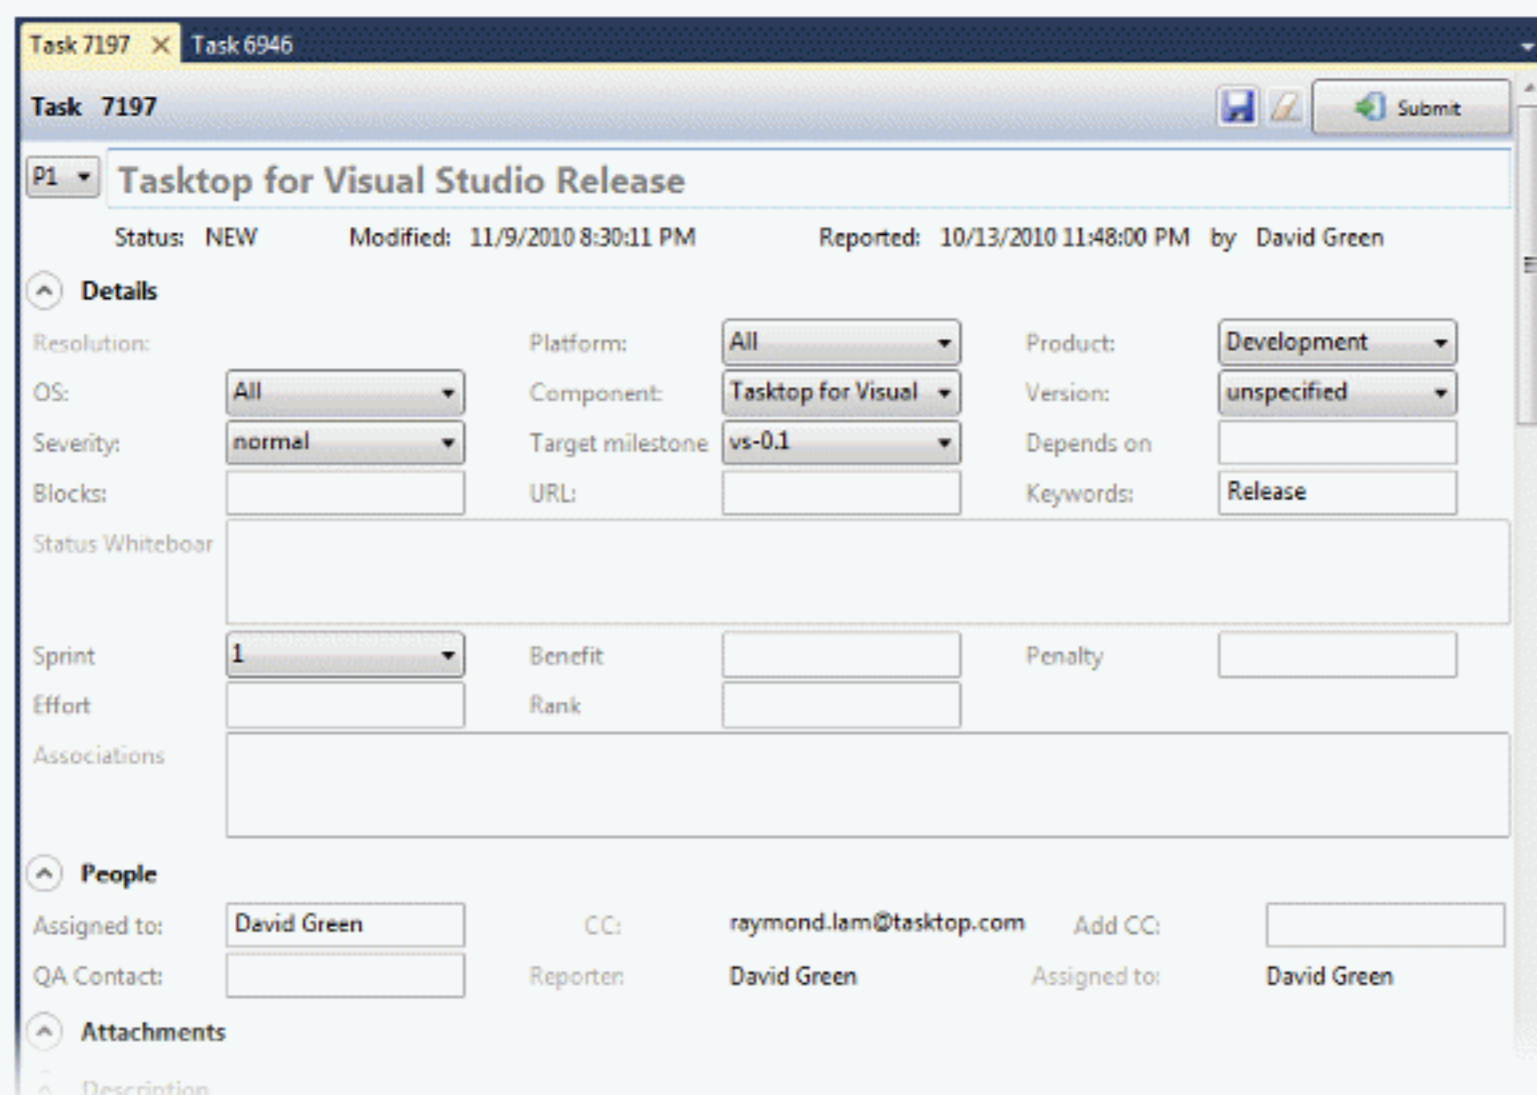 Task 7197 Task 6946
Task 7197 Submit
P1 Tasktop for Visual Studio Release
Status: NEW Modified: 11/9/2010 8:30:11 PM Reported: 10/13/2010 11:48:00 PM by David Green
Details
Resolution: Platform: All Product: Development
OS: All Component: Tasktop for Visual Version: unspecified
Severity: normal Target milestone vs-0.1 Depends on
Blocks: URL: Keywords: Release
Status Whiteboar
Sprint 1 Benefit Penalty
Effort Rank
Associations
People
Assigned to: David Green CC: raymond.lam@tasktop.com Add CC:
QA Contact: Reporter: David Green Assigned to: David Green
Attachments
Description